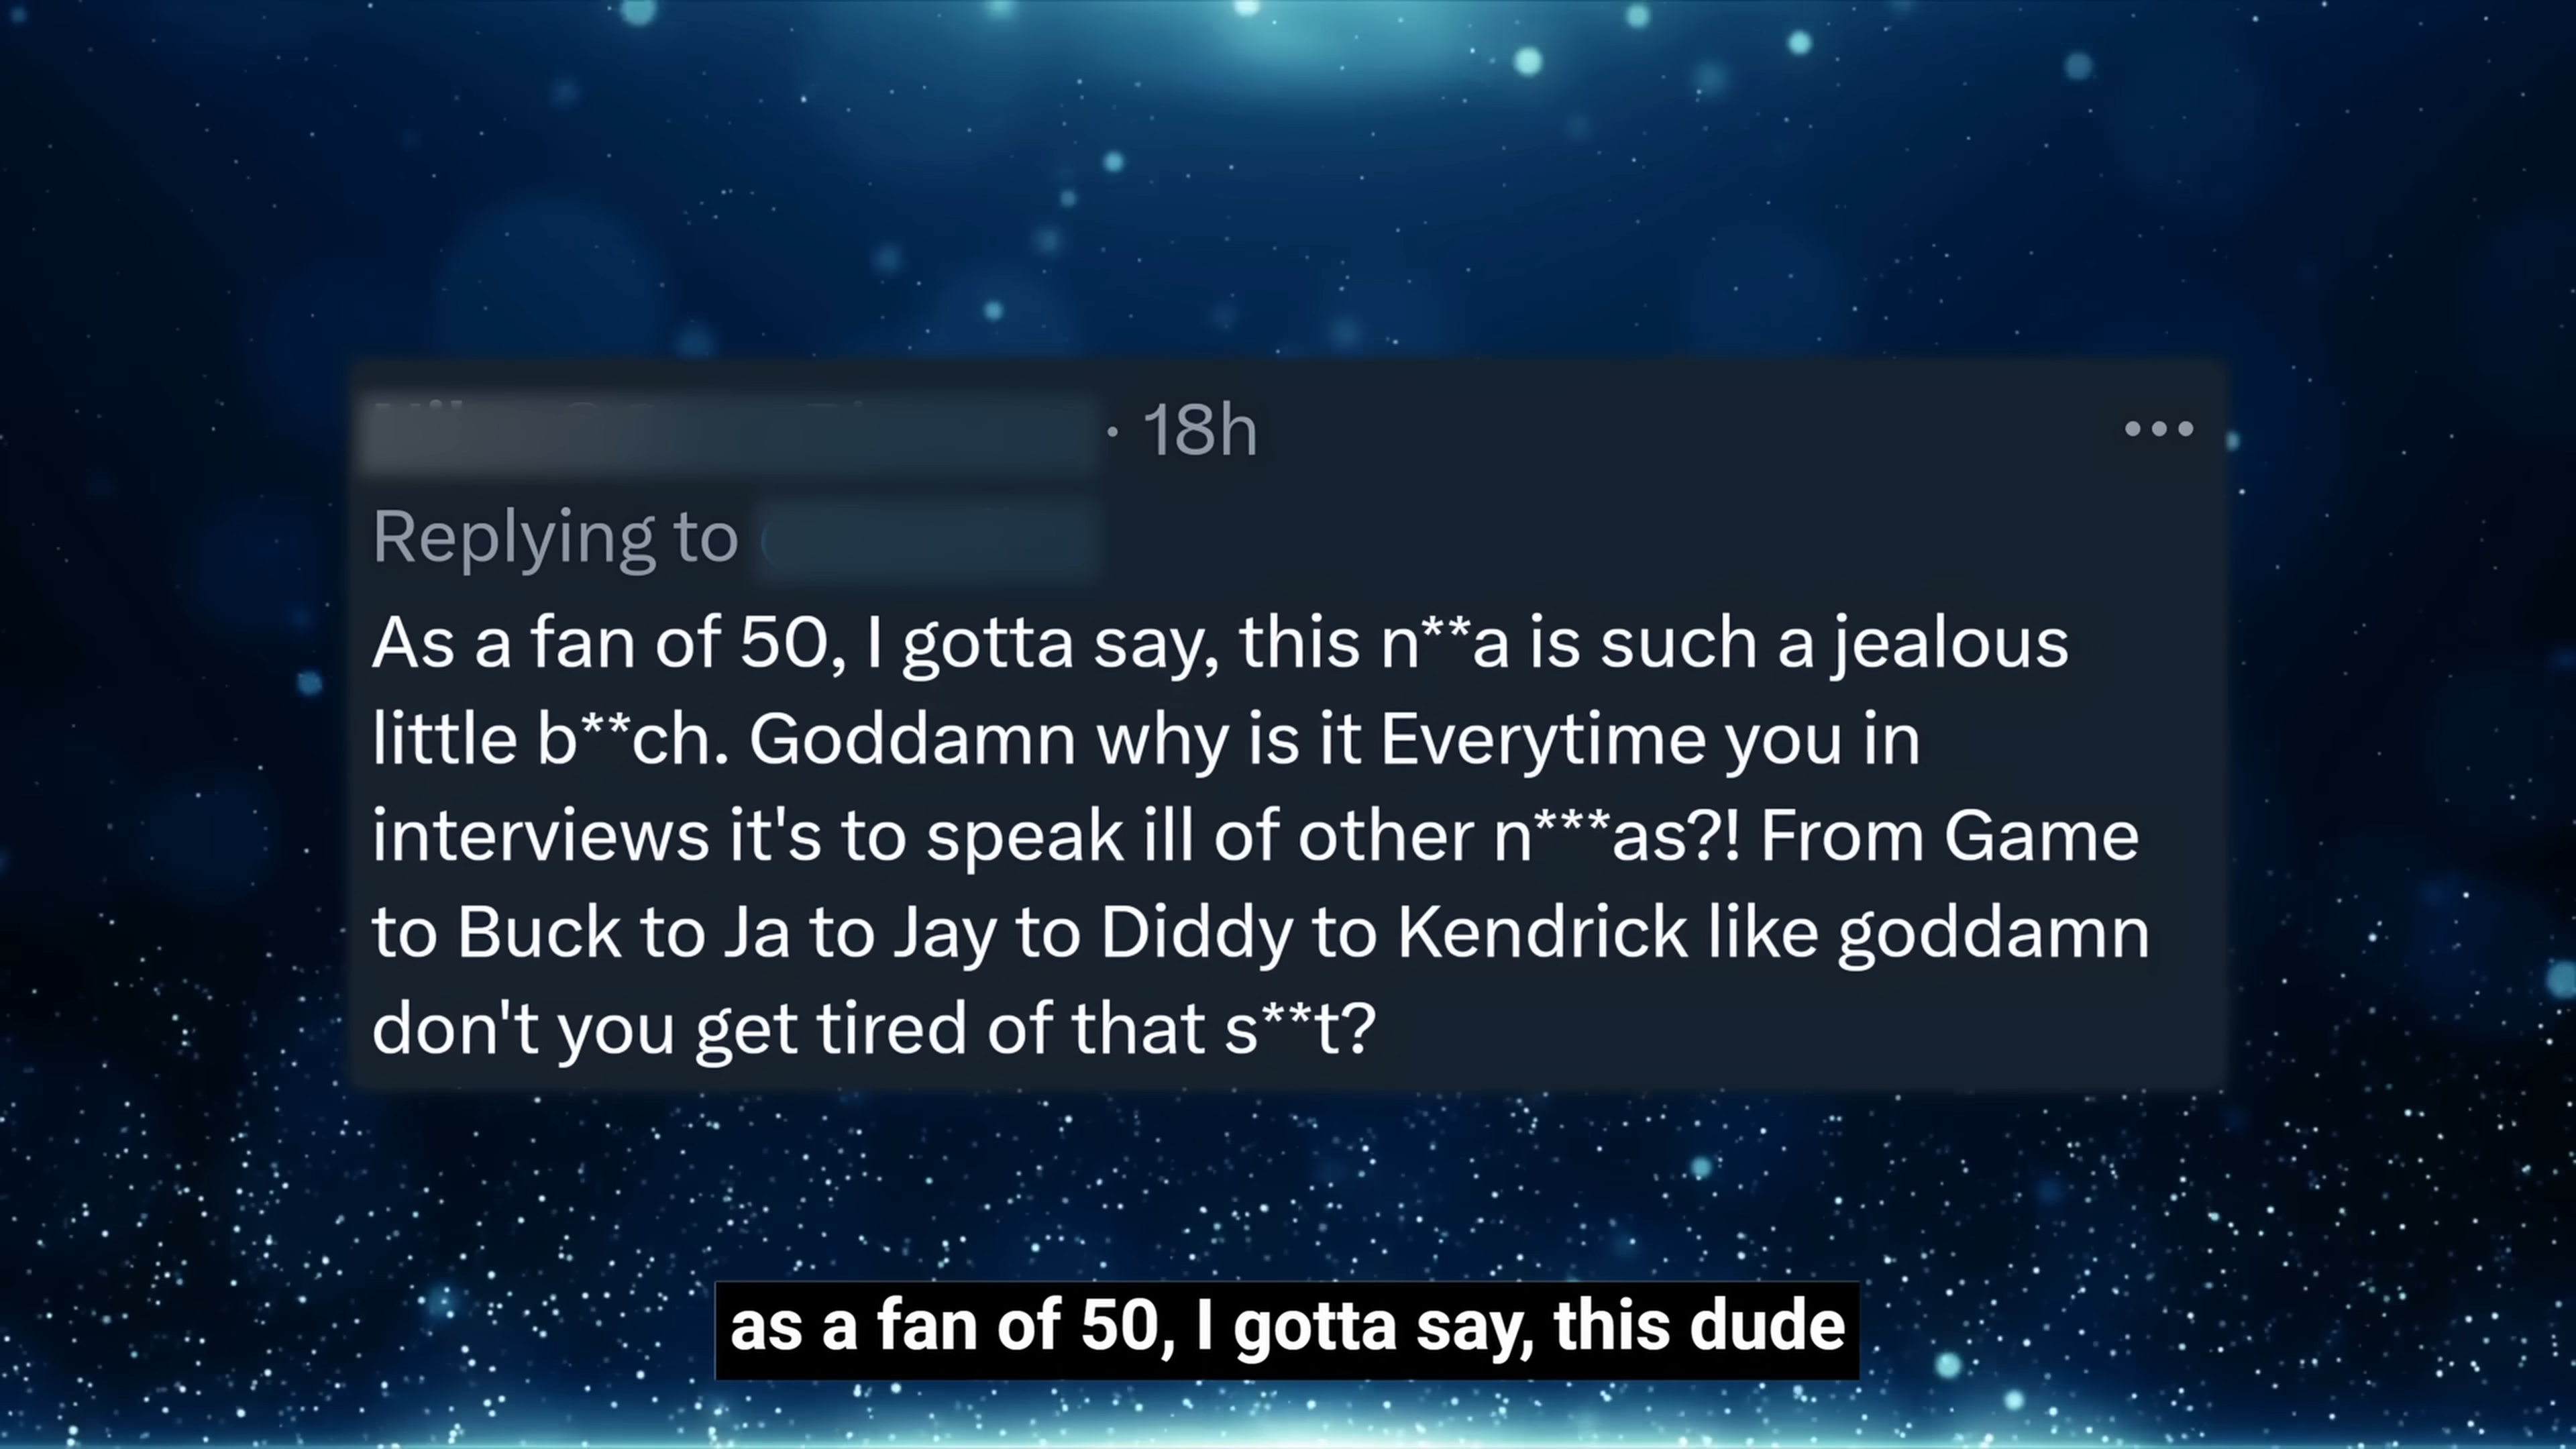 · 18h
Replying to
As a fan of 50, I gotta say, this n**a is such a jealous
little b**ch. Goddamn why is it Everytime you in
interviews it's to speak ill of other n***as?! From Game
to Buck to Ja to Jay to Diddy to Kendrick like goddamn
don't you get tired of that s**t?
as a fan of 50, I gotta say, this dude